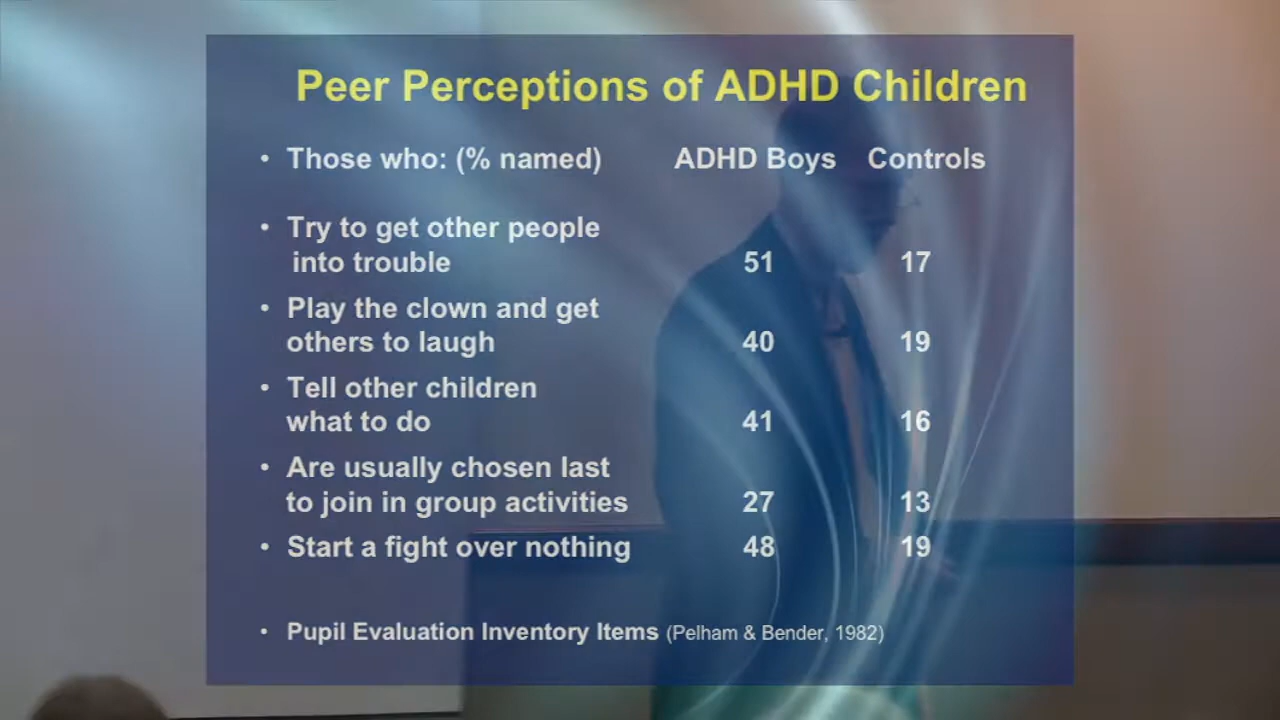 Peer Perceptions of ADHD Children
• Those who: (% named) ADHD Boys Controls
• Try to get other people
into trouble 51 17
• Play the clown and get
others to laugh 40 19
• Tell other children
what to do 41 16
• Are usually chosen last
to join in group activities 27 13
• Start a fight over nothing 48 19
• Pupil Evaluation Inventory Items (Pelham & Bender, 1982)